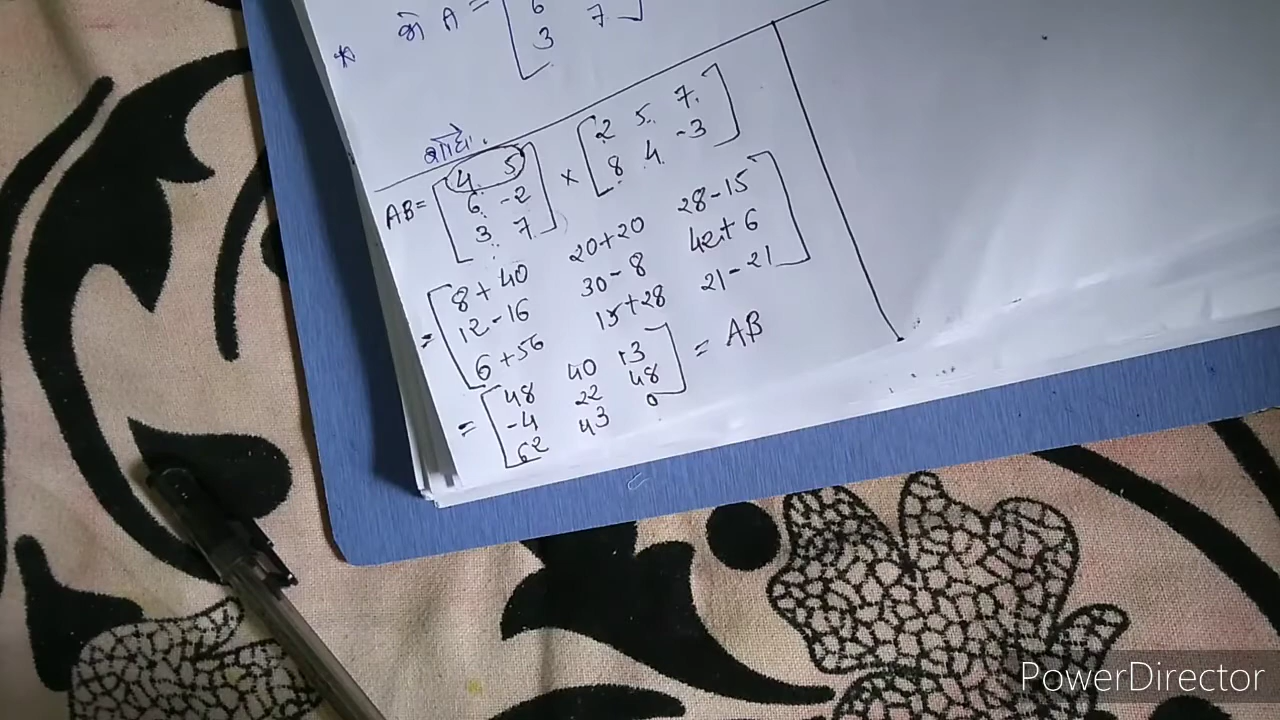 * के A = [ 6
3 7 ]
AB = [ 4 5 ] × [ 2 5 7 ]
6 -2 8 4 -3
3 7
= [ 8+40 20+20 28-15 ]
12-16 30-8 42+6
6+56 15+28 21-21
= [ 48 40 13 ] = AB
-4 22 48
62 43 0
PowerDirector